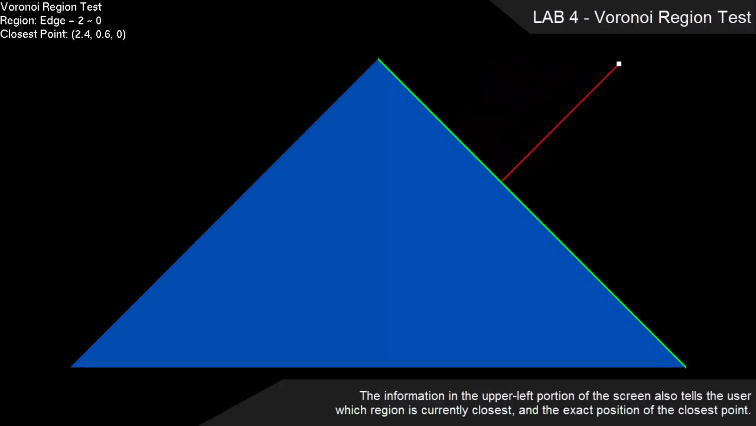 Voronoi Region Test
Region: Edge - 2 ~ 0
Closest Point: (2.4, 0.6, 0)
LAB 4 - Voronoi Region Test
The information in the upper-left portion of the screen also tells the user
which region is currently closest, and the exact position of the closest point.